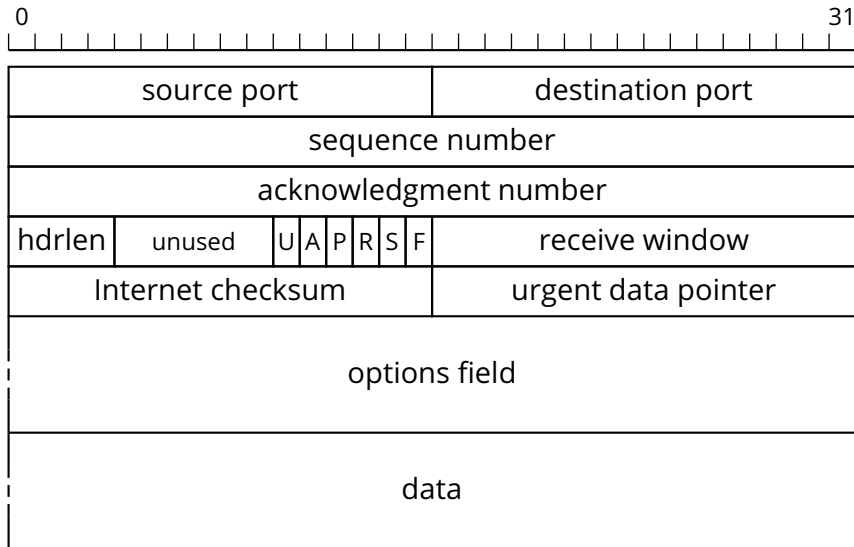 0 31
source port destination port
sequence number
acknowledgment number
hdrlen unused U A P R S F receive window
Internet checksum urgent data pointer
options field
data